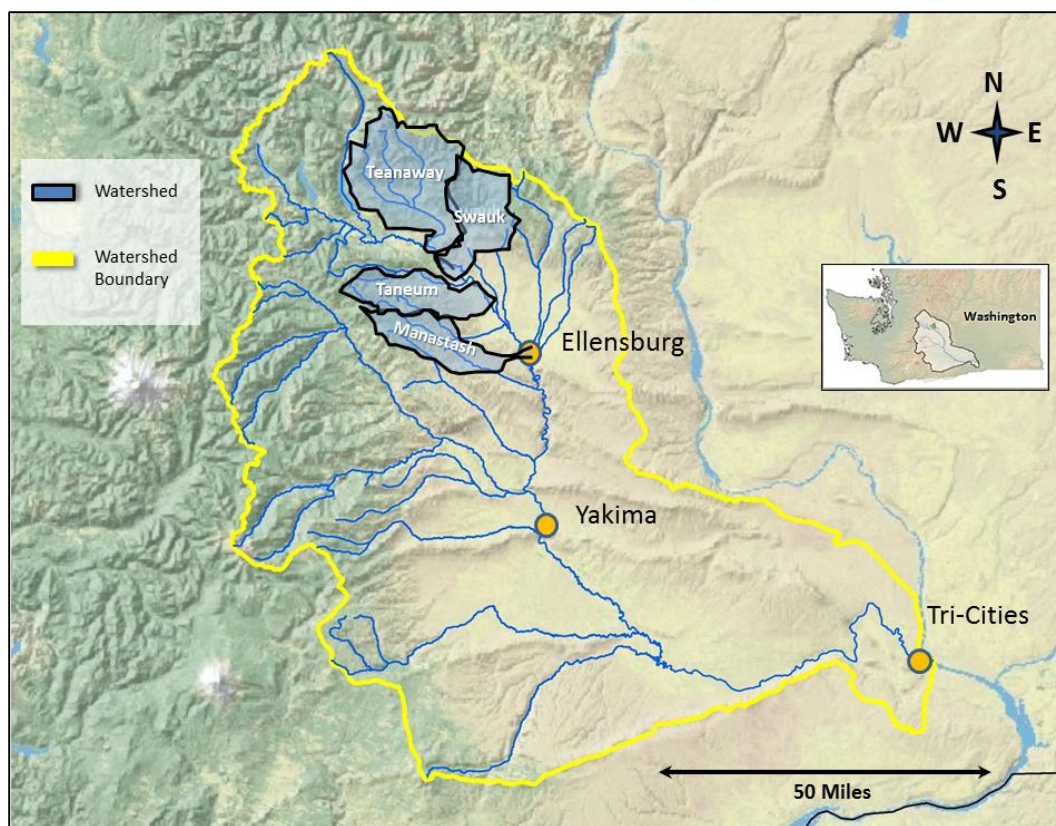 N
W
E
S
Watershed
Watershed
Boundary
Teanaway
Swauk
Taneum
Manastash
Ellensburg
Washington
Yakima
Tri-Cities
50 Miles